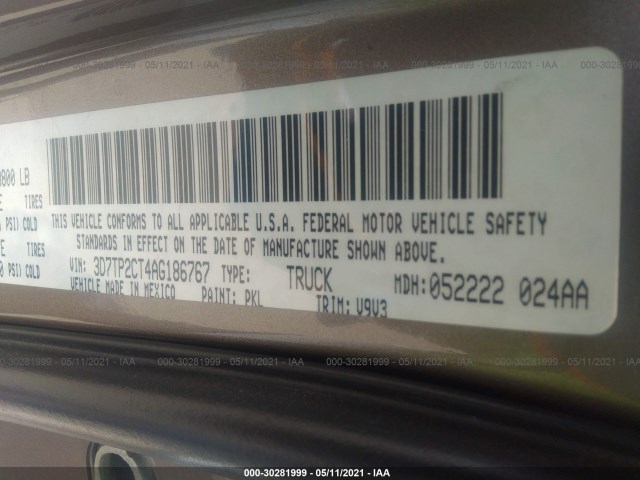 000-30281999 - 05/11/2021 - IAA
000-30281999 - 05/11/2021 - IAA
000-30281999 - 05/11/2021 - IAA
800 LB
TIRES
PSI) COLD
TIRES
PSI) COLD
THIS VEHICLE CONFORMS TO ALL APPLICABLE U.S.A. FEDERAL MOTOR VEHICLE SAFETY
STANDARDS IN EFFECT ON THE DATE OF MANUFACTURE SHOWN ABOVE.
VIN: 3D7TP2CT4AG186767 TYPE: TRUCK MDH: 052222 024AA
VEHICLE MADE IN MEXICO PAINT: PKL TRIM: V9V3
000-30281999 - 05/11/2021 - IAA
000-30281999 - 05/11/2021 - IAA
000-30281999 - 05/11/2021 - IAA
000-30281999 - 05/11/2021 - IAA